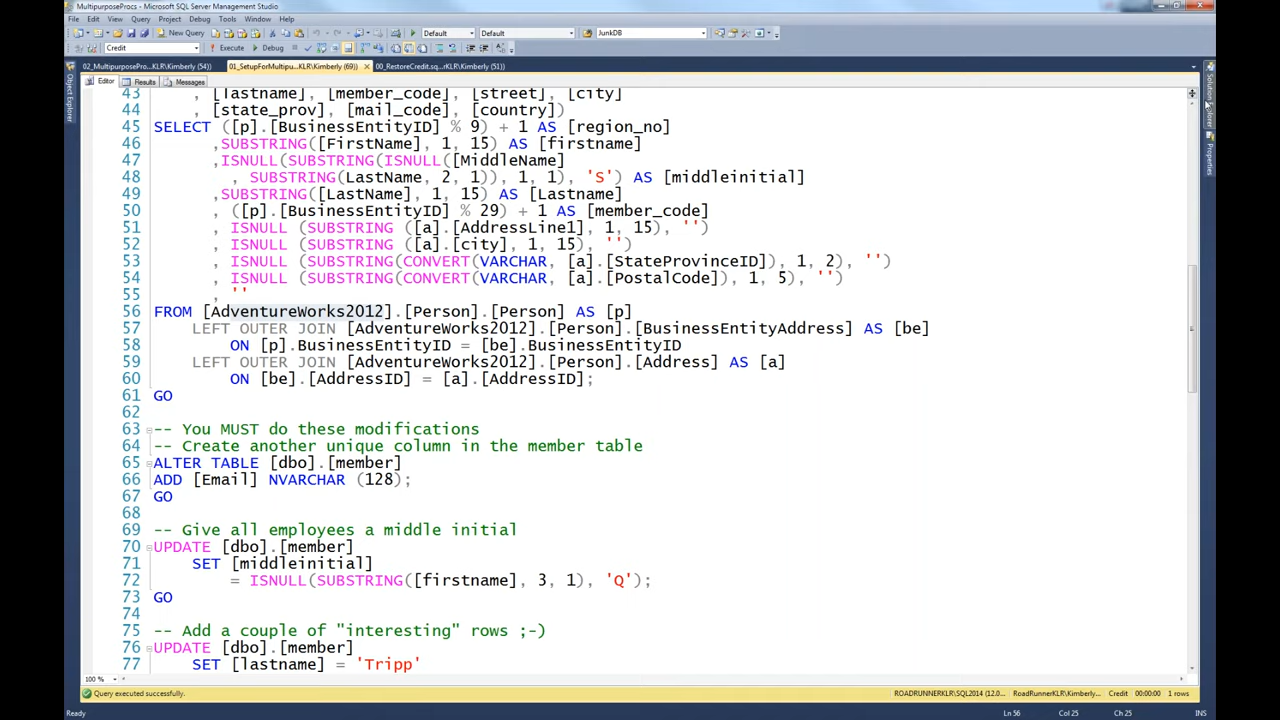 MultipurposeProcs - Microsoft SQL Server Management Studio
File Edit View Query Project Debug Tools Window Help
New Query Default Default JunkDB
Credit Execute Debug
02_MultipurposePro...KLR\Kimberly (54)) 01_SetupForMultipu...KLR\Kimberly (69)) 00_RestoreCredit.sq...rKLR\Kimberly (51))
Editor Results Messages
Object Explorer
Solution Explorer
Properties
43 , [lastname], [member_code], [street], [city]
44 , [state_prov], [mail_code], [country])
45 SELECT ([p].[BusinessEntityID] % 9) + 1 AS [region_no]
46 ,SUBSTRING([FirstName], 1, 15) AS [firstname]
47 ,ISNULL(SUBSTRING(ISNULL([MiddleName]
48 , SUBSTRING(LastName, 2, 1)), 1, 1), 'S') AS [middleinitial]
49 ,SUBSTRING([LastName], 1, 15) AS [Lastname]
50 , ([p].[BusinessEntityID] % 29) + 1 AS [member_code]
51 , ISNULL (SUBSTRING ([a].[AddressLine1], 1, 15), '')
52 , ISNULL (SUBSTRING ([a].[city], 1, 15), '')
53 , ISNULL (SUBSTRING(CONVERT(VARCHAR, [a].[StateProvinceID]), 1, 2), '')
54 , ISNULL (SUBSTRING(CONVERT(VARCHAR, [a].[PostalCode]), 1, 5), '')
55 , ''
56 FROM [AdventureWorks2012].[Person].[Person] AS [p]
57 LEFT OUTER JOIN [AdventureWorks2012].[Person].[BusinessEntityAddress] AS [be]
58 ON [p].BusinessEntityID = [be].BusinessEntityID
59 LEFT OUTER JOIN [AdventureWorks2012].[Person].[Address] AS [a]
60 ON [be].[AddressID] = [a].[AddressID];
61 GO
62
63 -- You MUST do these modifications
64 -- Create another unique column in the member table
65 ALTER TABLE [dbo].[member]
66 ADD [Email] NVARCHAR (128);
67 GO
68
69 -- Give all employees a middle initial
70 UPDATE [dbo].[member]
71 SET [middleinitial]
72 = ISNULL(SUBSTRING([firstname], 3, 1), 'Q');
73 GO
74
75 -- Add a couple of "interesting" rows ;-)
76 UPDATE [dbo].[member]
77 SET [lastname] = 'Tripp'
100 %
Query executed successfully. ROADRUNNERKLR\SQL2014 (12.0... RoadRunnerKLR\Kimberly... Credit 00:00:00 1 rows
Ready Ln 56 Col 25 Ch 25 INS